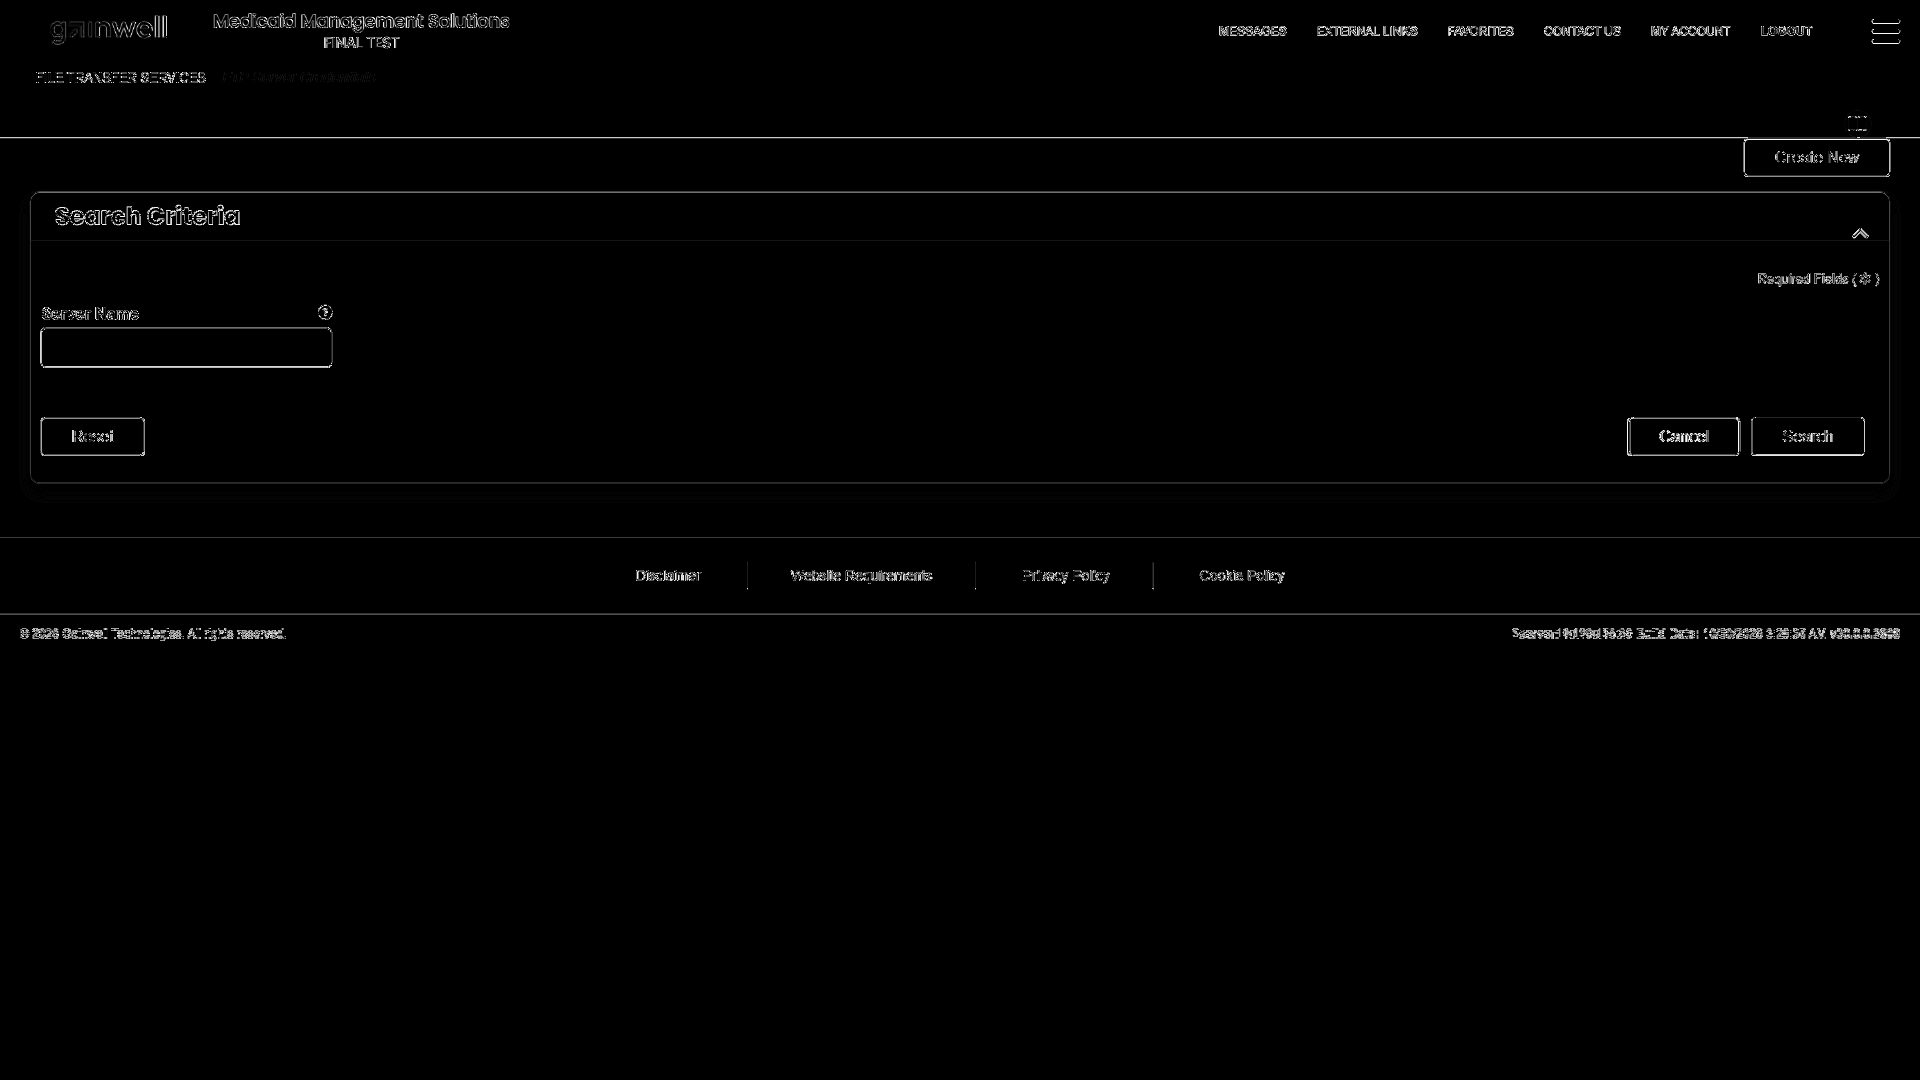 gainwell
Medicaid Management Solutions
FINAL TEST
MESSAGES
EXTERNAL LINKS
FAVORITES
CONTACT US
MY ACCOUNT
LOGOUT
FILE TRANSFER SERVICES
Create New
Search Criteria
Required Fields ( )
Server Name
Reset
Cancel
Search
Disclaimer
Website Requirements
Privacy Policy
Cookie Policy
Gainwell Technologies. All rights reserved.